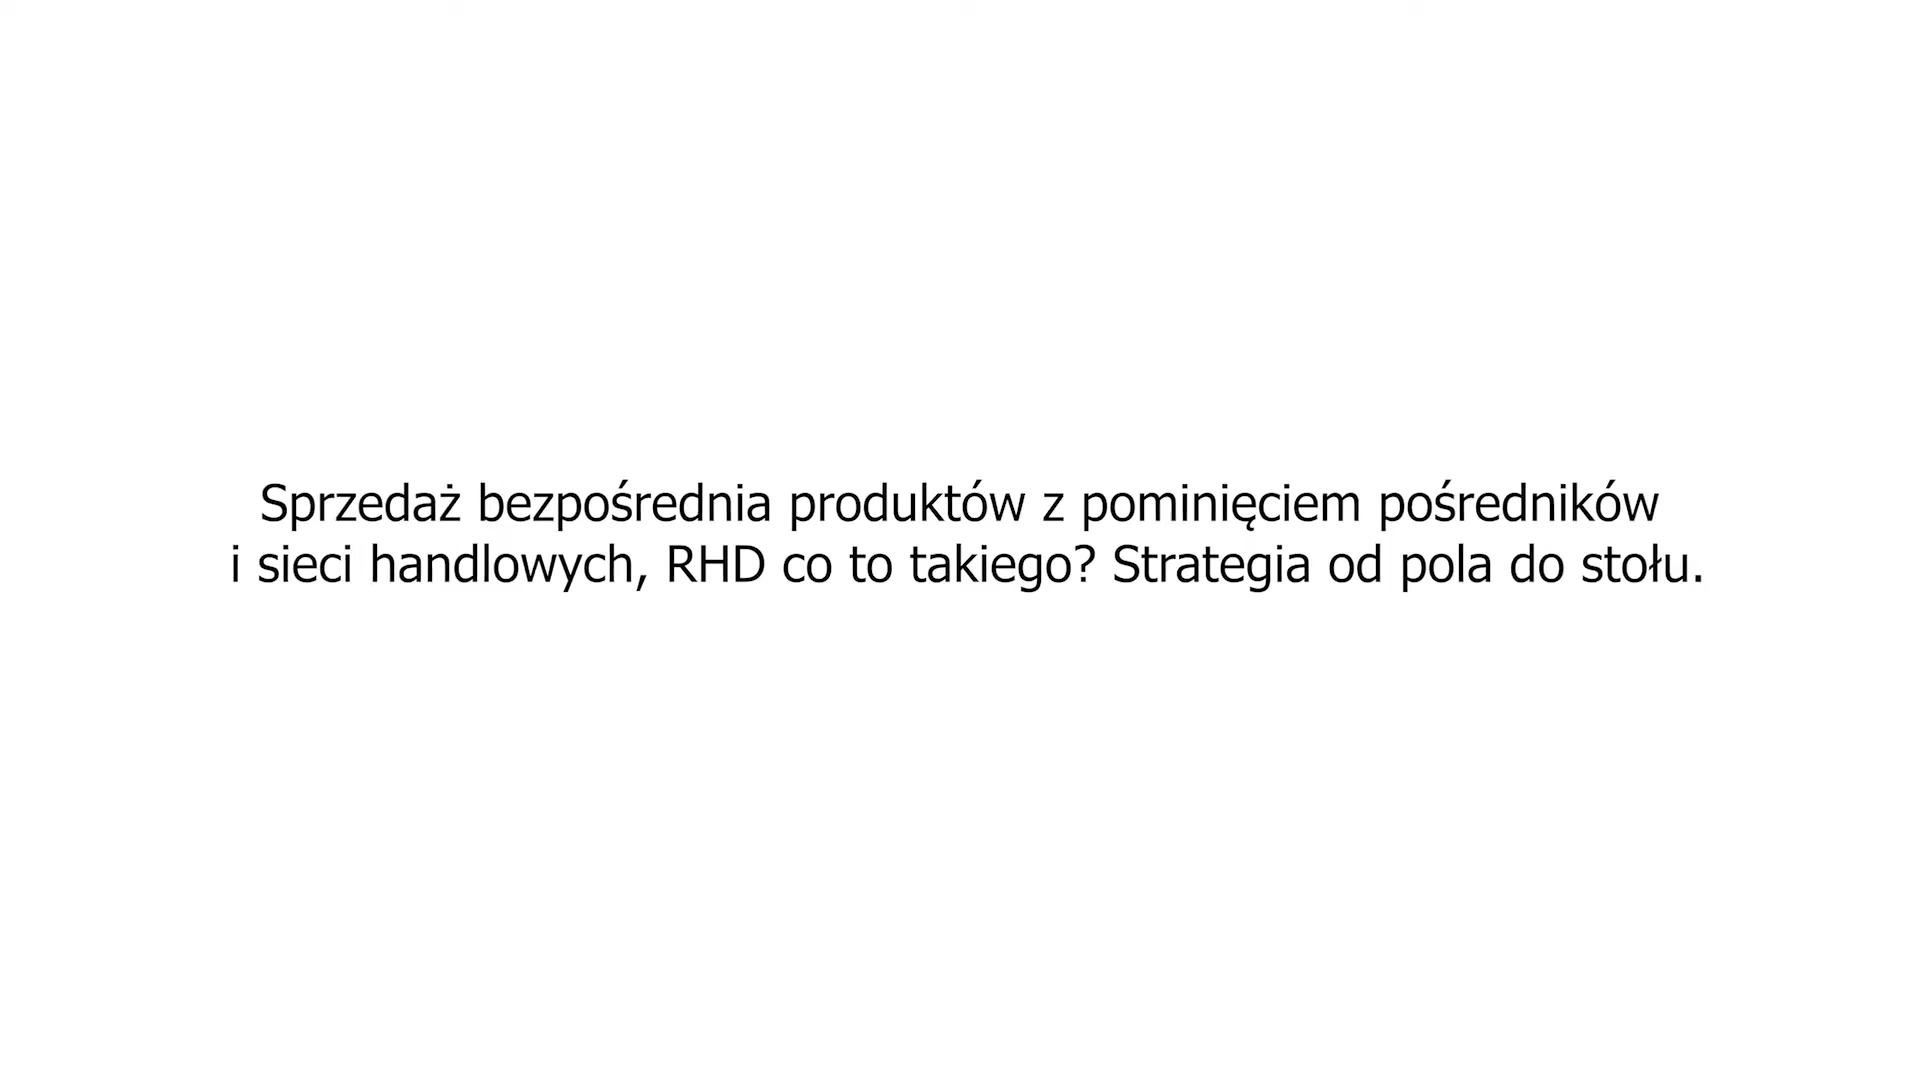 Sprzedaż bezpośrednia produktów z pominięciem pośredników
i sieci handlowych, RHD co to takiego? Strategia od pola do stołu.